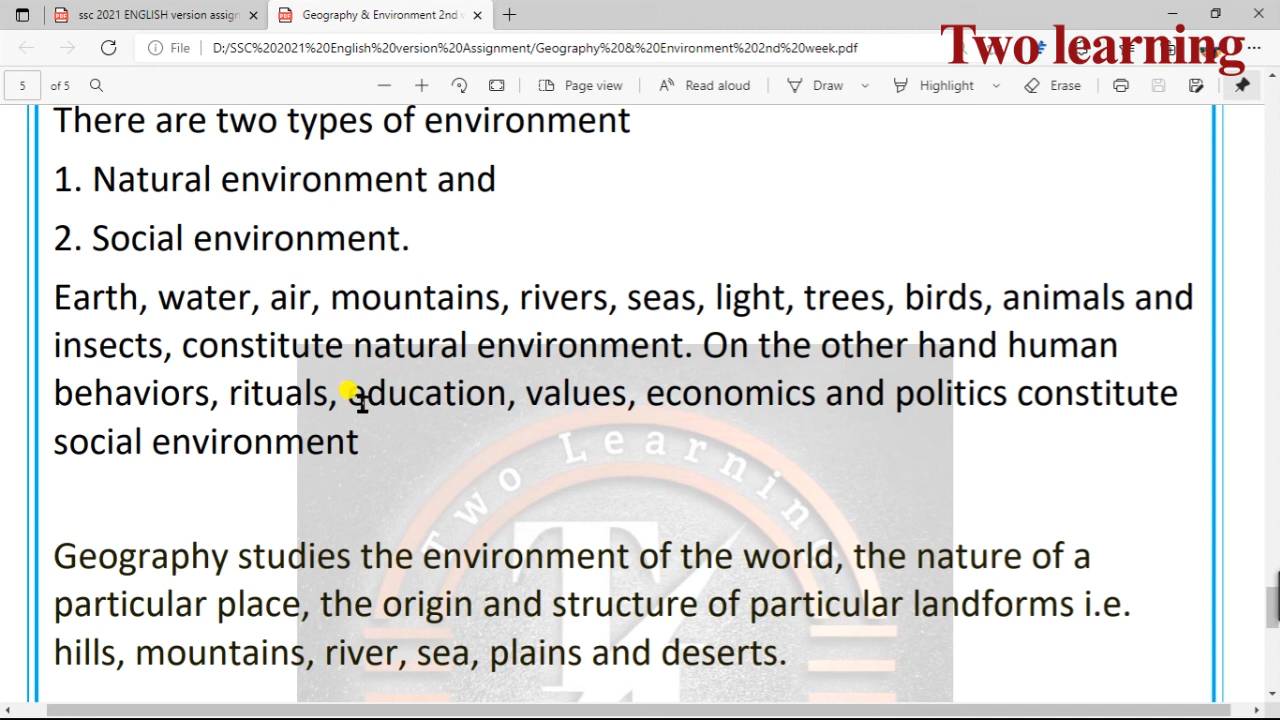 ssc 2021 ENGLISH version assign
Geography & Environment 2nd
Two learning
File D:/SSC%202021%20English%20version%20Assignment/Geography%20&%20Environment%202nd%20week.pdf
5 of 5 Page view Read aloud Draw Highlight Erase
There are two types of environment
1. Natural environment and
2. Social environment.
Earth, water, air, mountains, rivers, seas, light, trees, birds, animals and
insects, constitute natural environment. On the other hand human
behaviors, rituals, education, values, economics and politics constitute
social environment
Two Learning
Geography studies the environment of the world, the nature of a
particular place, the origin and structure of particular landforms i.e.
hills, mountains, river, sea, plains and deserts.